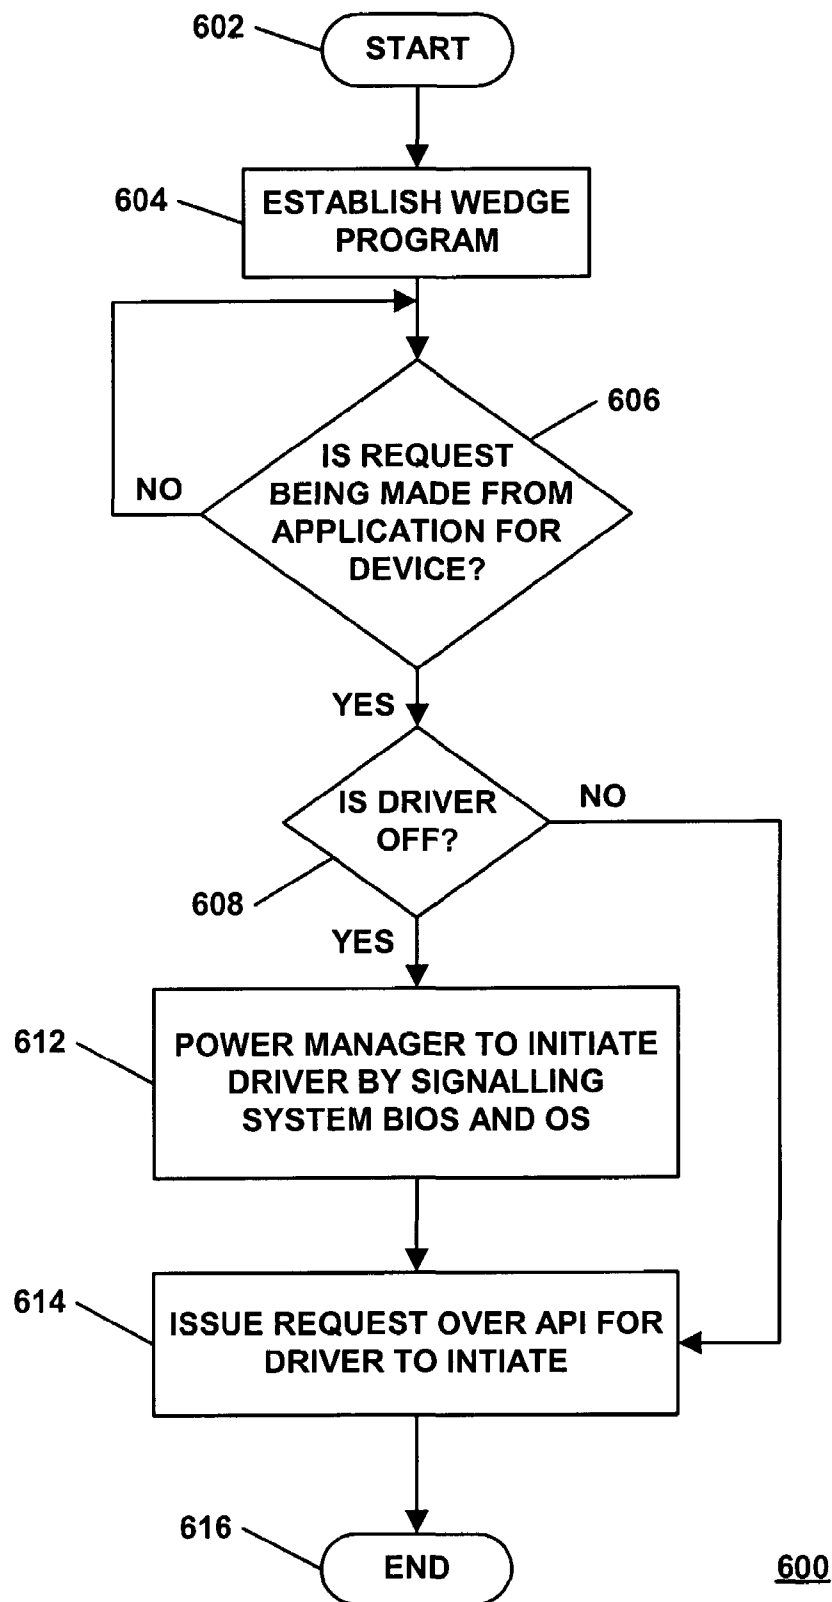 602
START
604
ESTABLISH WEDGE
PROGRAM
606
IS REQUEST
BEING MADE FROM
APPLICATION FOR
DEVICE?
NO
YES
IS DRIVER
OFF?
NO
608
YES
612
POWER MANAGER TO INITIATE
DRIVER BY SIGNALLING
SYSTEM BIOS AND OS
614
ISSUE REQUEST OVER API FOR
DRIVER TO INTIATE
616
END
600